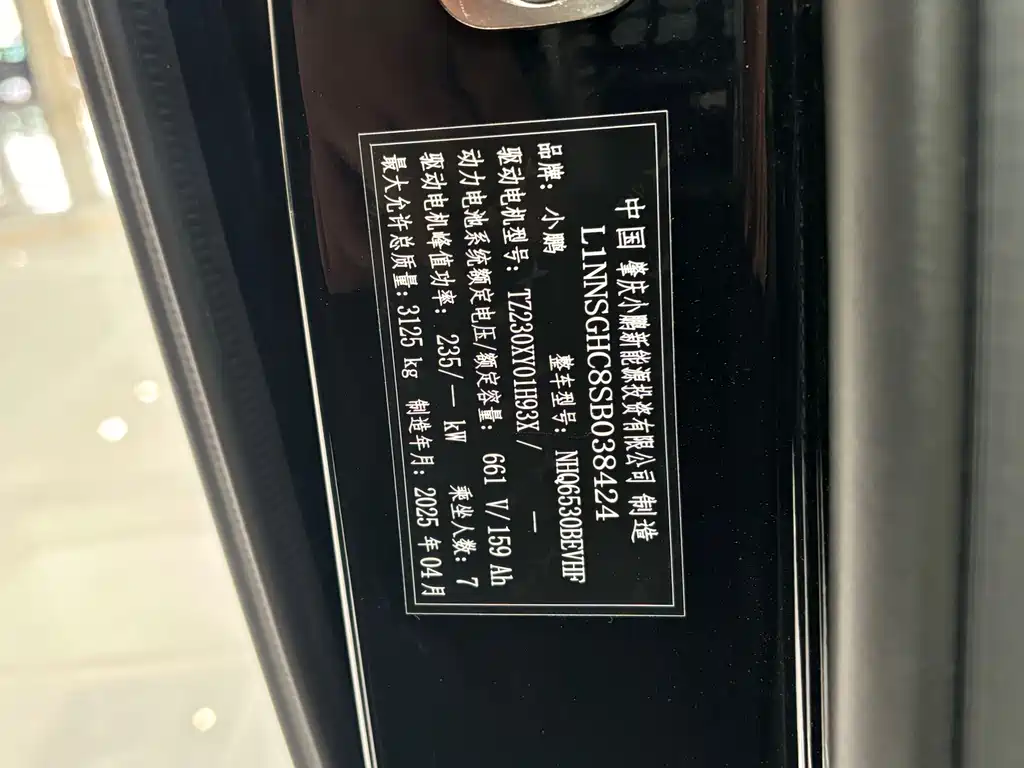 中国 肇庆小鹏新能源投资有限公司 制造
L1NNSGHC8SB038424
品牌: 小鹏 整车型号: NHQ6530BEVHF
驱动电机型号: TZ230XY01H93X/ —
动力电池系统额定电压/额定容量: 661 V/159 Ah
驱动电机峰值功率: 235/— kW 乘坐人数: 7
最大允许总质量: 3125 kg 制造年月: 2025 年 04 月